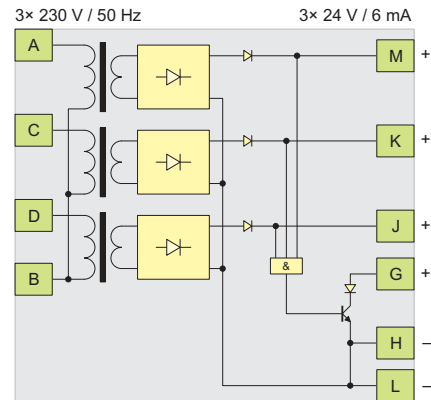 3× 230 V / 50 Hz 3× 24 V / 6 mA
A M +
C K +
D J +
B G +
&
H –
L –